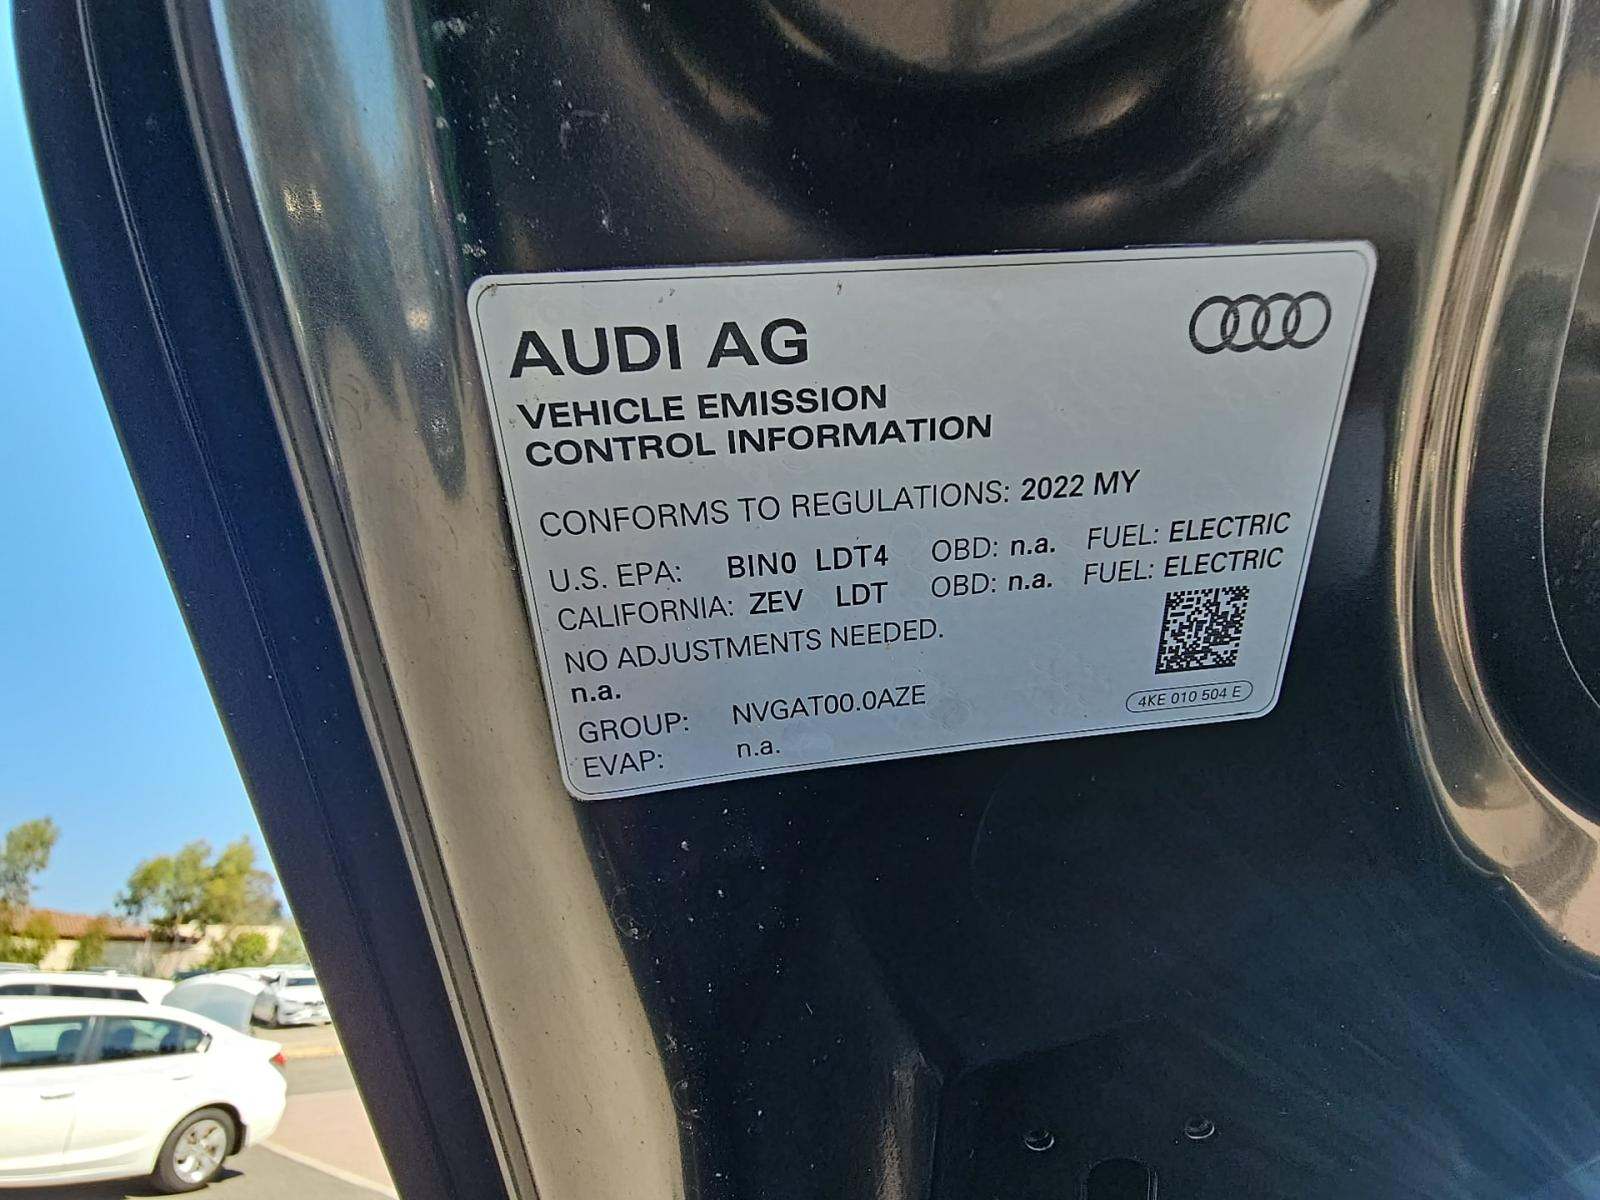 AUDI AG
VEHICLE EMISSION
CONTROL INFORMATION
CONFORMS TO REGULATIONS: 2022 MY
U.S. EPA: BIN0 LDT4 OBD: n.a. FUEL: ELECTRIC
CALIFORNIA: ZEV LDT OBD: n.a. FUEL: ELECTRIC
NO ADJUSTMENTS NEEDED.
n.a.
GROUP: NVGAT00.0AZE
EVAP: n.a.
4KE 010 504 E